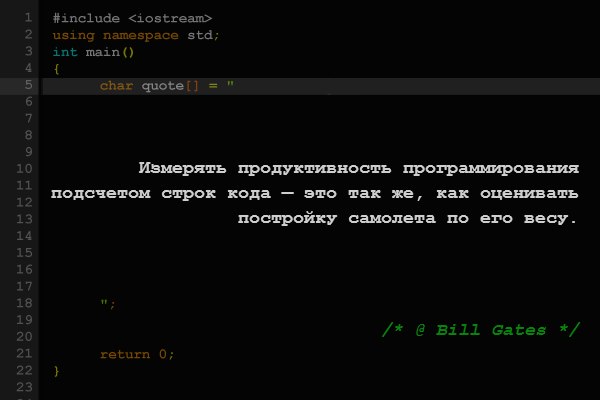 1 #include <iostream>
2 using namespace std;
3 int main()
4 {
5 char quote[] = "
6
7
8
9
10 Измерять продуктивность программирования
11 подсчетом строк кода — это так же, как оценивать
12
13 постройку самолета по его весу.
14
15
16
17
18 ";
19 /* @ Bill Gates */
20
21 return 0;
22 }
23